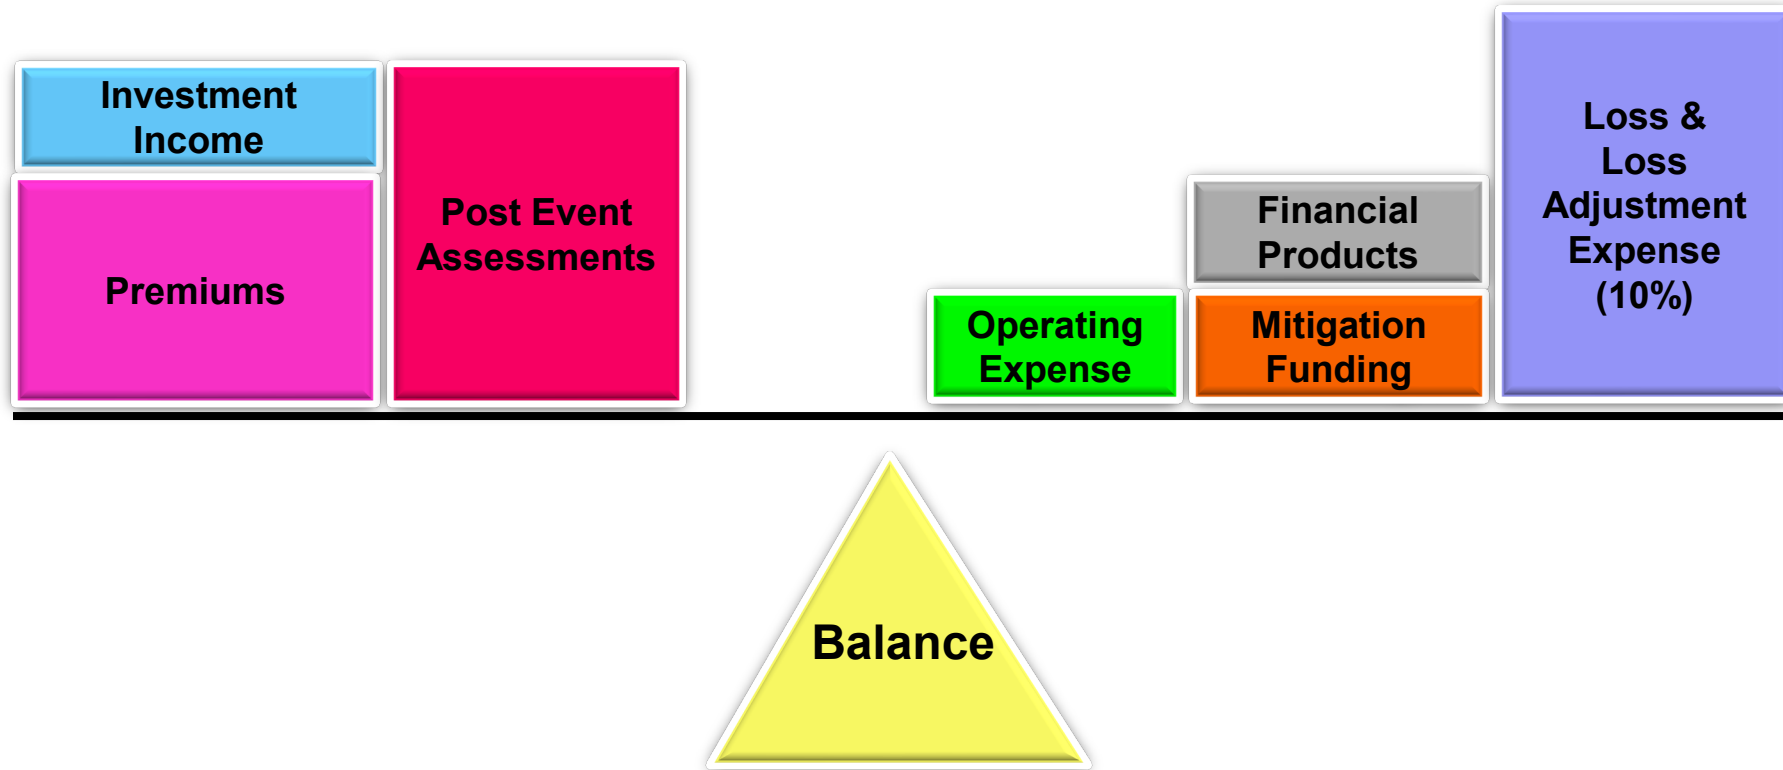 Investment
Income
Premiums
Post Event
Assessments
Operating
Expense
Financial
Products
Mitigation
Funding
Loss &
Loss
Adjustment
Expense
(10%)
Balance